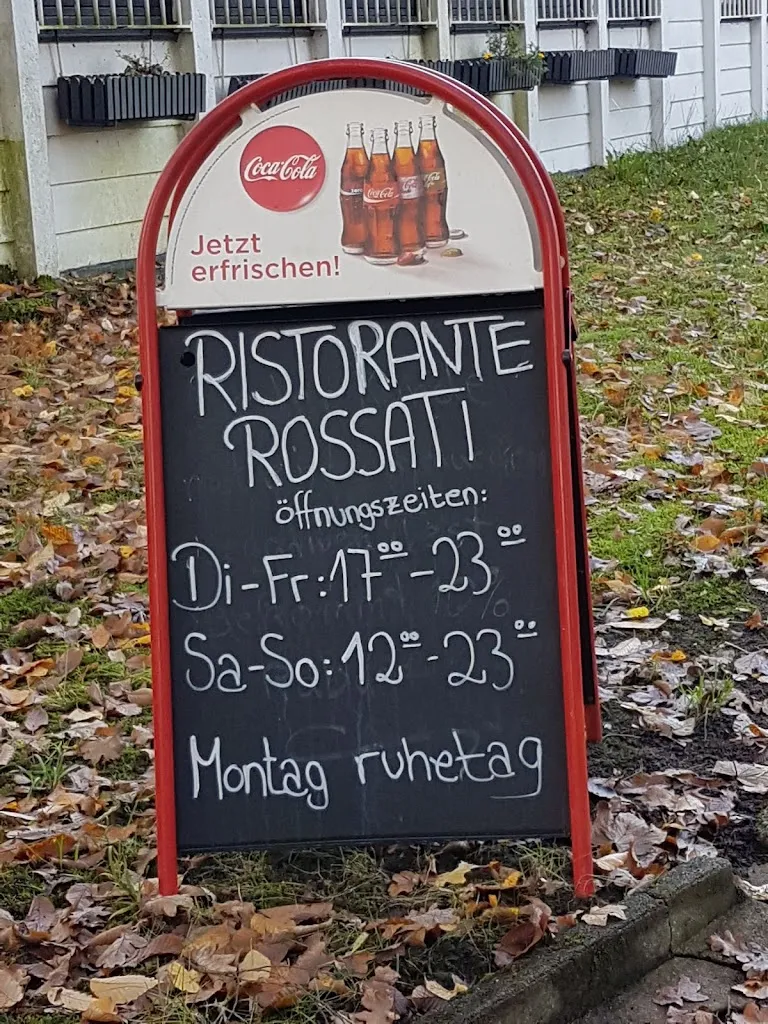 Coca-Cola
Jetzt
erfrischen!
RISTORANTE
ROSSATI
öffnungszeiten:
Di-Fr: 17⁰⁰-23⁰⁰
Sa-So: 12⁰⁰-23⁰⁰
Montag ruhetag